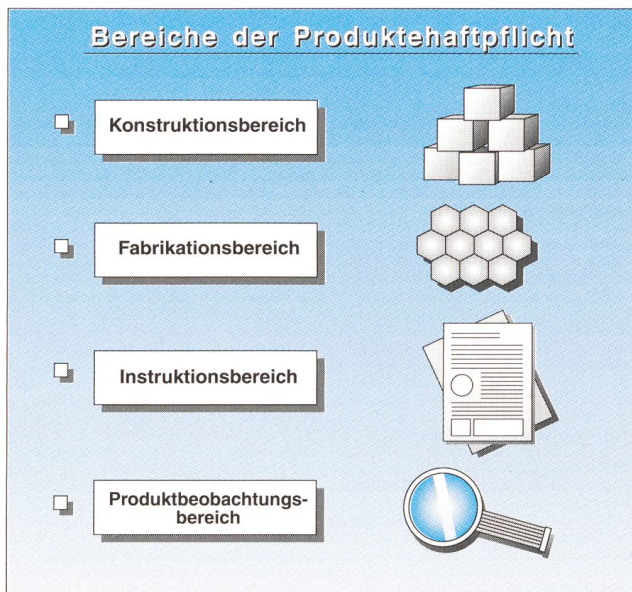 Bereiche der Produktehaftpflicht
Konstruktionsbereich
Fabrikationsbereich
Instruktionsbereich
Produktbeobachtungs-
bereich